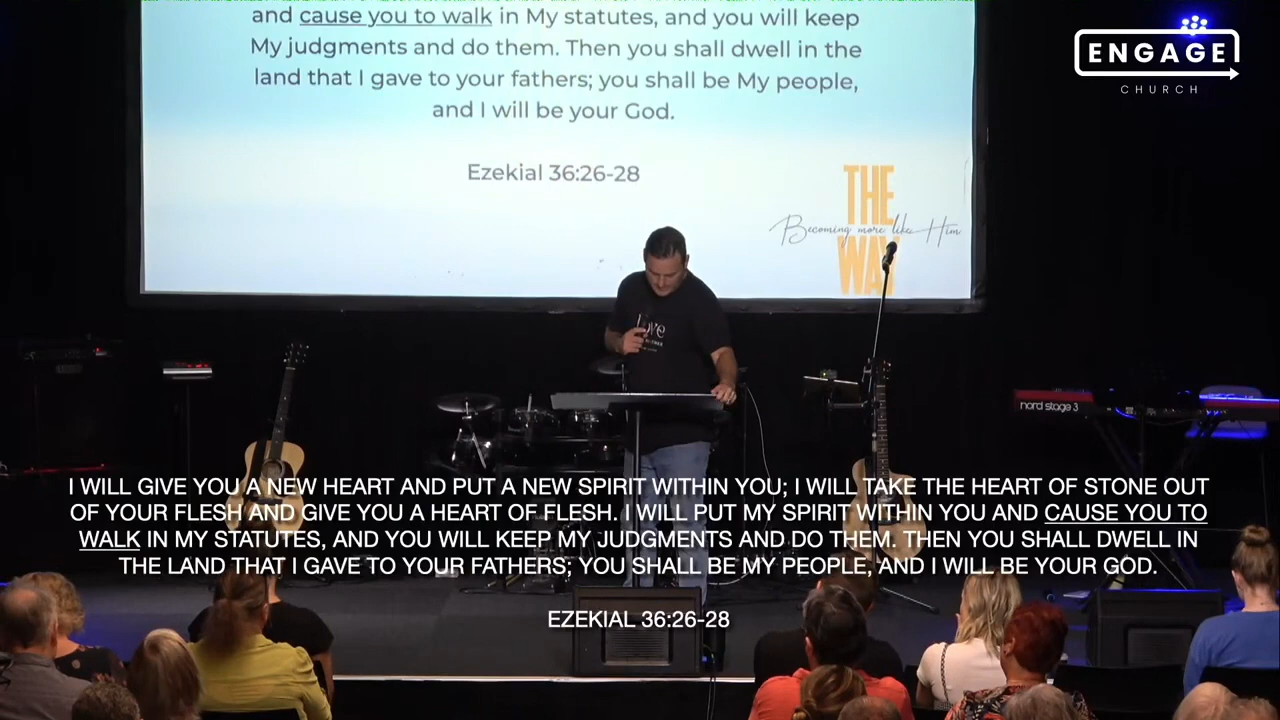 and cause you to walk in My statutes, and you will keep
My judgments and do them. Then you shall dwell in the
land that I gave to your fathers; you shall be My people,
and I will be your God.
Ezekial 36:26-28
THE
Becoming more like Him
WAY
ENGAGE
CHURCH
love
nord stage 3
I WILL GIVE YOU A NEW HEART AND PUT A NEW SPIRIT WITHIN YOU; I WILL TAKE THE HEART OF STONE OUT
OF YOUR FLESH AND GIVE YOU A HEART OF FLESH. I WILL PUT MY SPIRIT WITHIN YOU AND CAUSE YOU TO
WALK IN MY STATUTES, AND YOU WILL KEEP MY JUDGMENTS AND DO THEM. THEN YOU SHALL DWELL IN
THE LAND THAT I GAVE TO YOUR FATHERS; YOU SHALL BE MY PEOPLE, AND I WILL BE YOUR GOD.
EZEKIAL 36:26-28